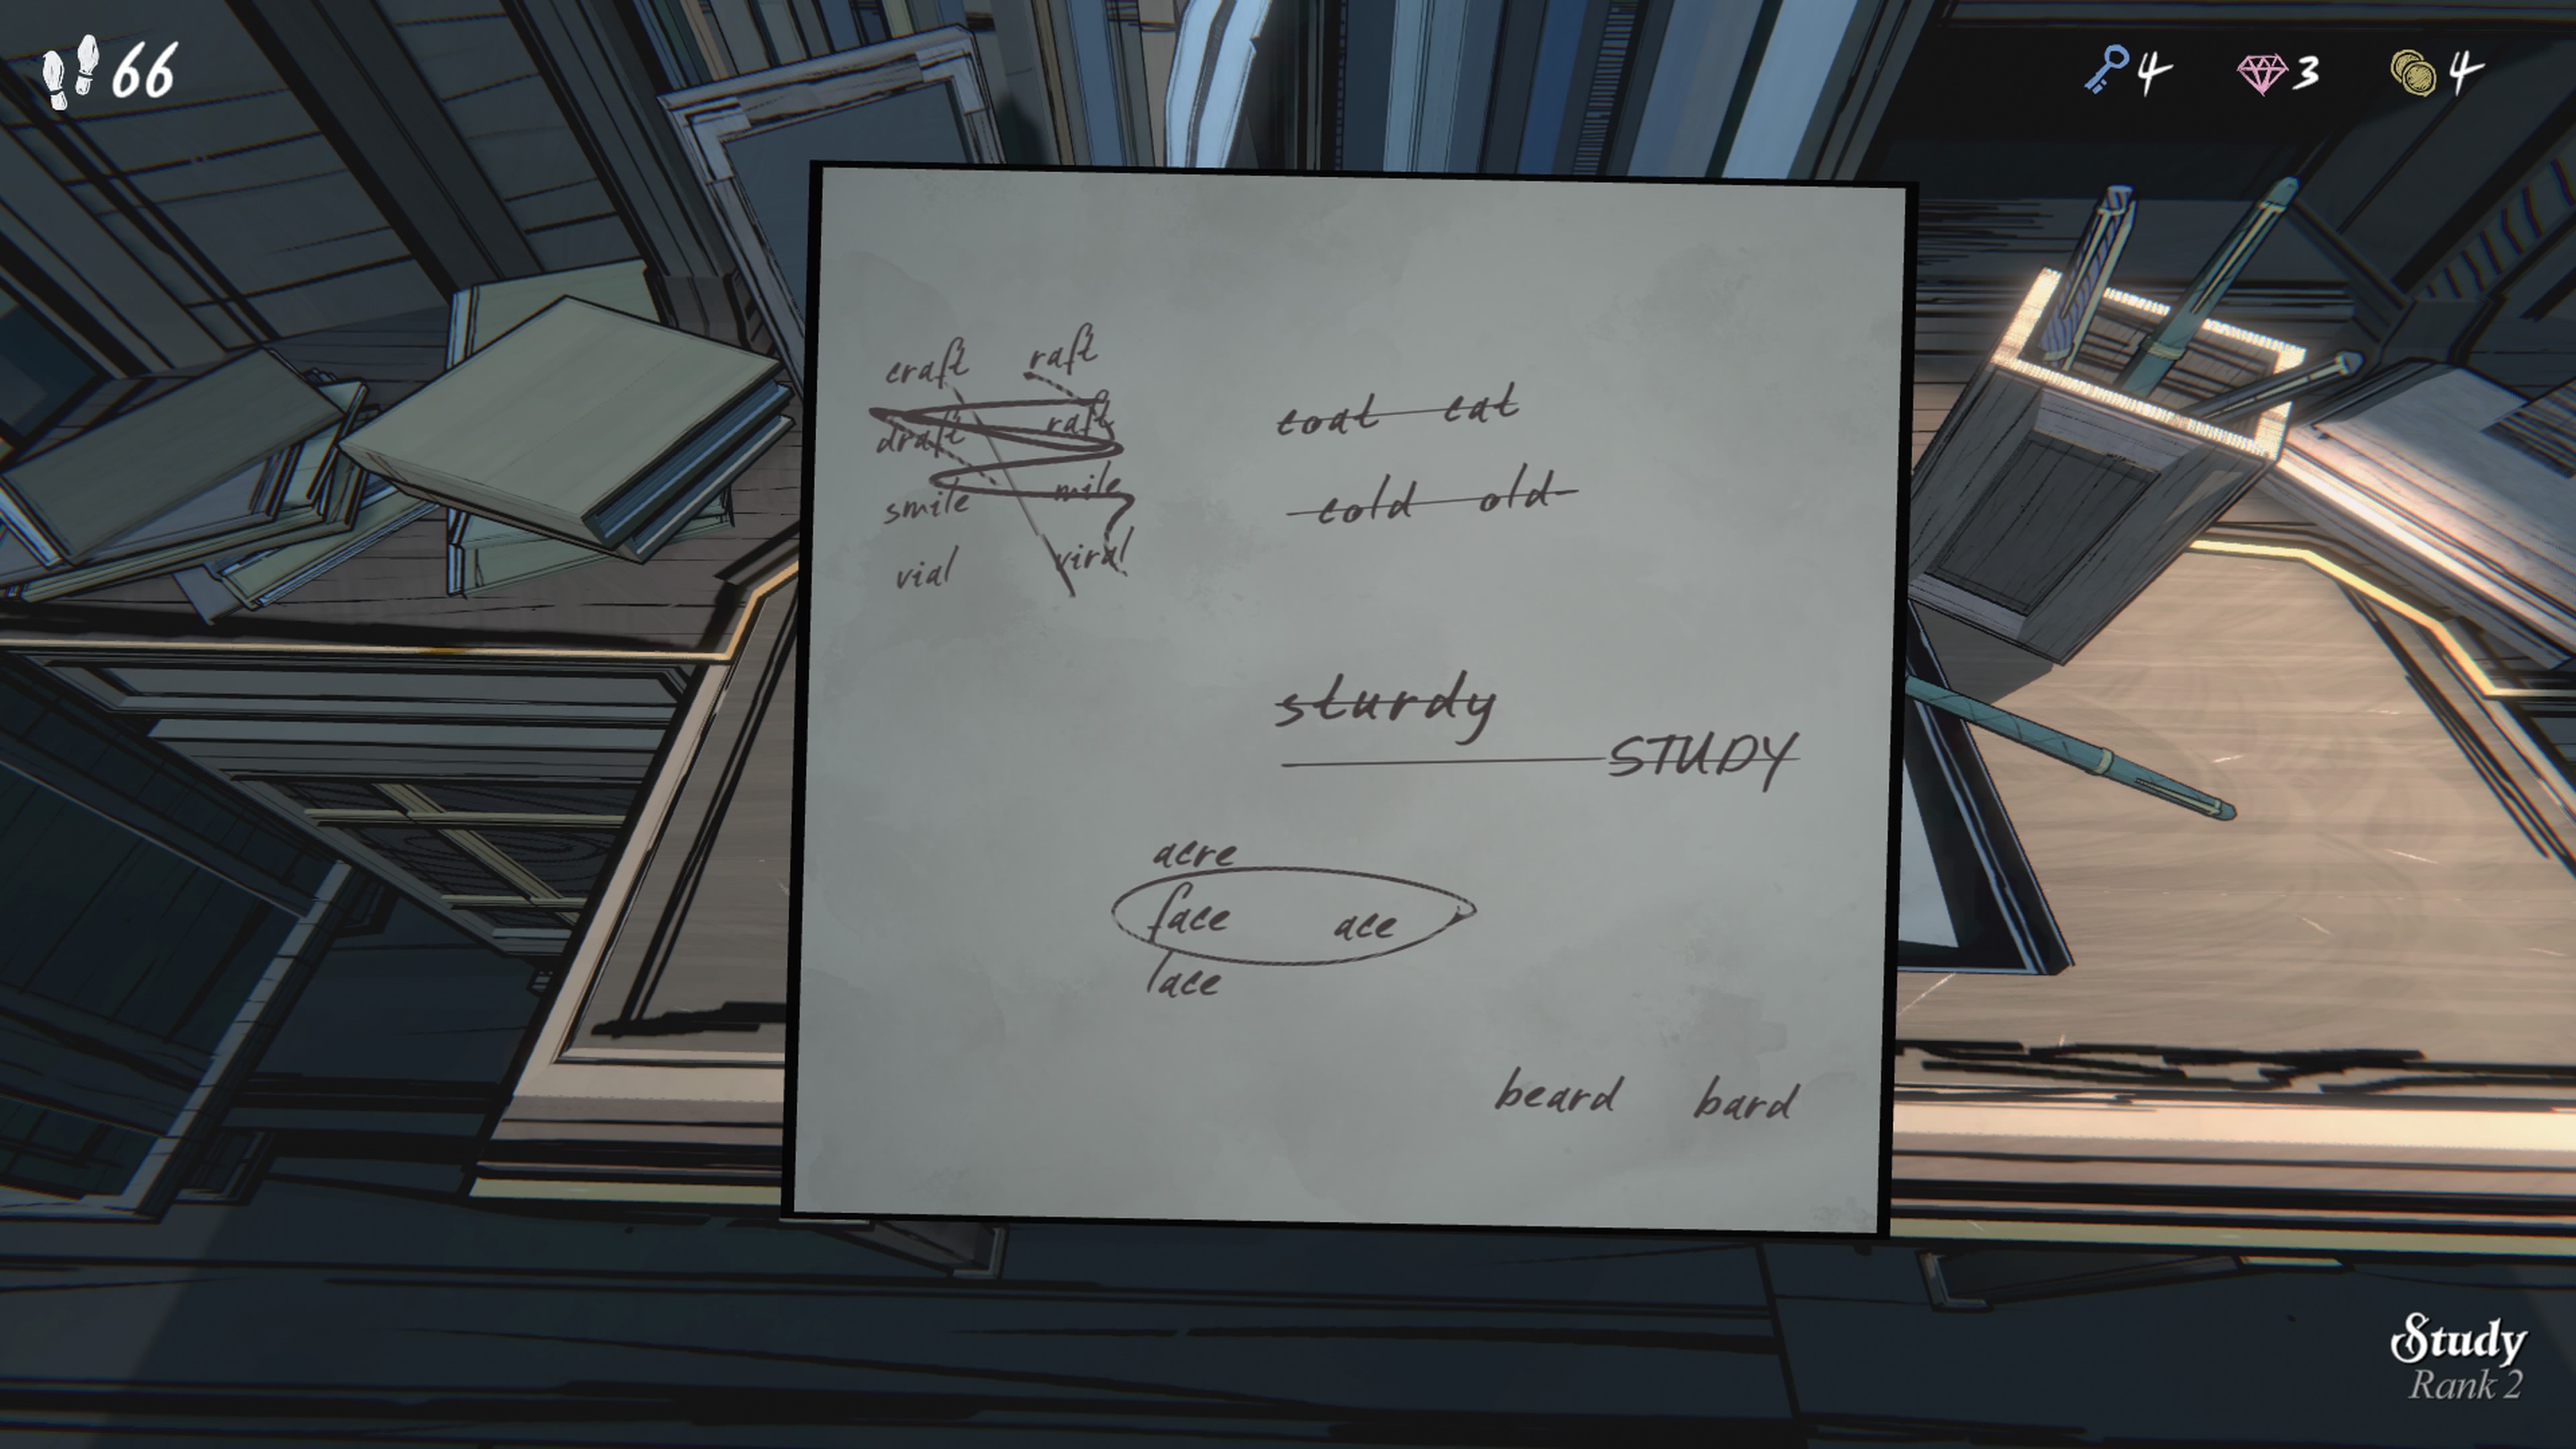 66
4 3 4
craft raft
draft raft
smile mile
vial viral
coat cat
cold old
sturdy
STUDY
acre
face ace
lace
beard bard
Study
Rank 2